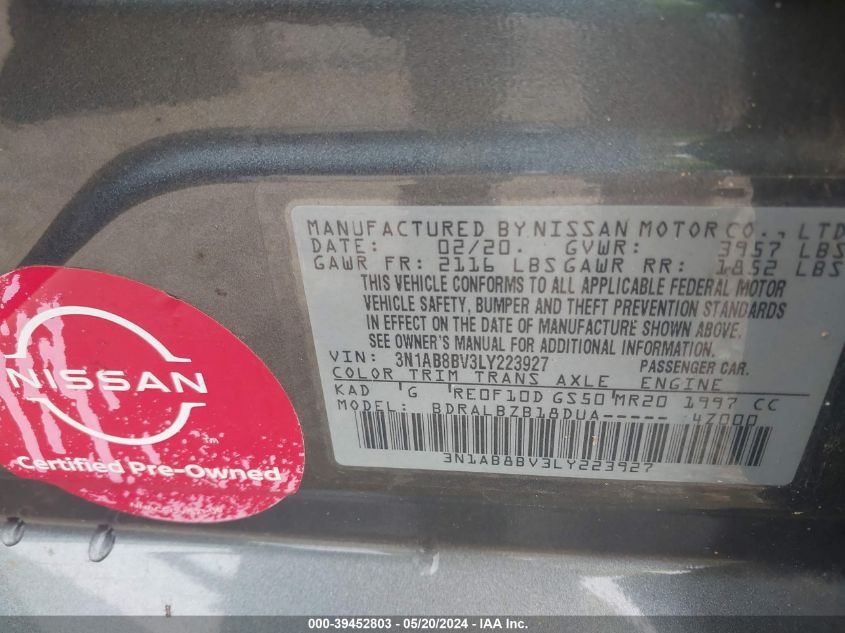 MANUFACTURED BY NISSAN MOTOR CO., LTD
DATE: 02/20. GVWR: 3957 LBS
GAWR FR: 2116 LBS GAWR RR: 1852 LBS
THIS VEHICLE CONFORMS TO ALL APPLICABLE FEDERAL MOTOR
VEHICLE SAFETY, BUMPER AND THEFT PREVENTION STANDARDS
IN EFFECT ON THE DATE OF MANUFACTURE SHOWN ABOVE.
SEE OWNER'S MANUAL FOR ADDITIONAL INFORMATION.
VIN: 3N1AB8BV3LY223927 PASSENGER CAR.
COLOR TRIM TRANS AXLE ENGINE
KAD G RE0F10D GS50 MR20 1997 CC
MODEL: BDRALBZB18DUA----- 47000
3N1AB8BV3LY223927
NISSAN
TM
Certified Pre-Owned
000-39452803 — 05/20/2024 — IAA Inc.